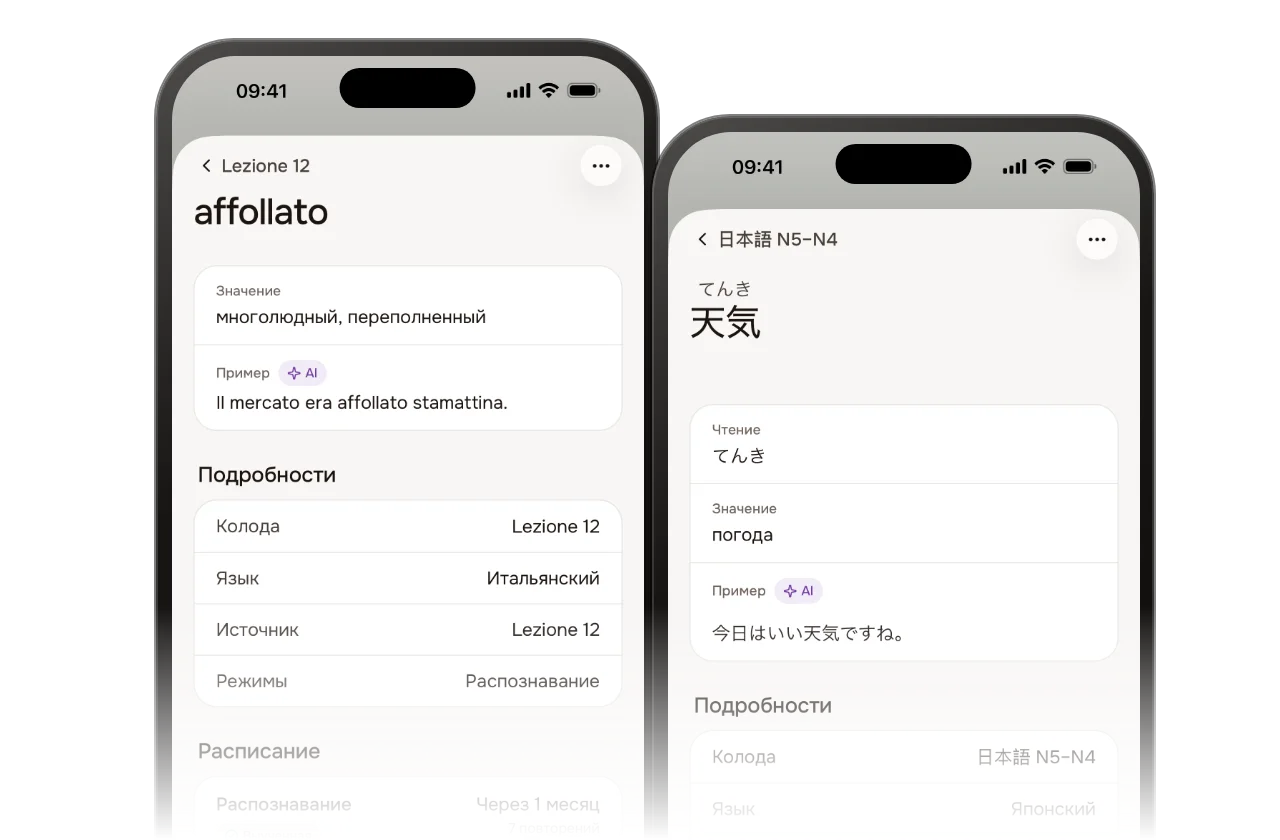 09:41
Lezione 12
affollato
Значение
многолюдный, переполненный
Пример AI
Il mercato era affollato stamattina.
Подробности
Колода Lezione 12
Язык Итальянский
Источник Lezione 12
Режимы Распознавание
Расписание
Распознавание Через 1 месяц
7 повторений
09:41
日本語 N5–N4
てんき
天気
Чтение
てんき
Значение
погода
Пример AI
今日はいい天気ですね。
Подробности
Колода 日本語 N5–N4
Язык Японский